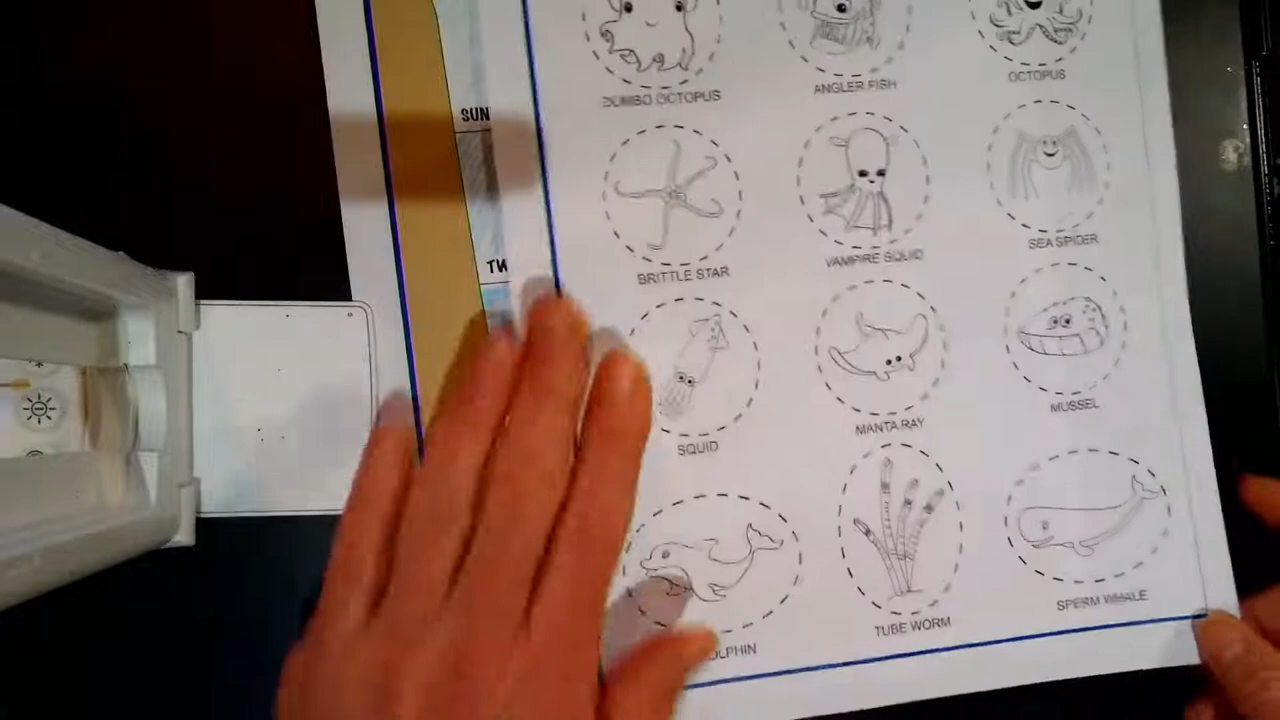 DUMBO OCTOPUS
ANGLER FISH
OCTOPUS
SUN
BRITTLE STAR
VAMPIRE SQUID
SEA SPIDER
TW
SQUID
MANTA RAY
MUSSEL
OLPHIN
TUBE WORM
SPERM WHALE